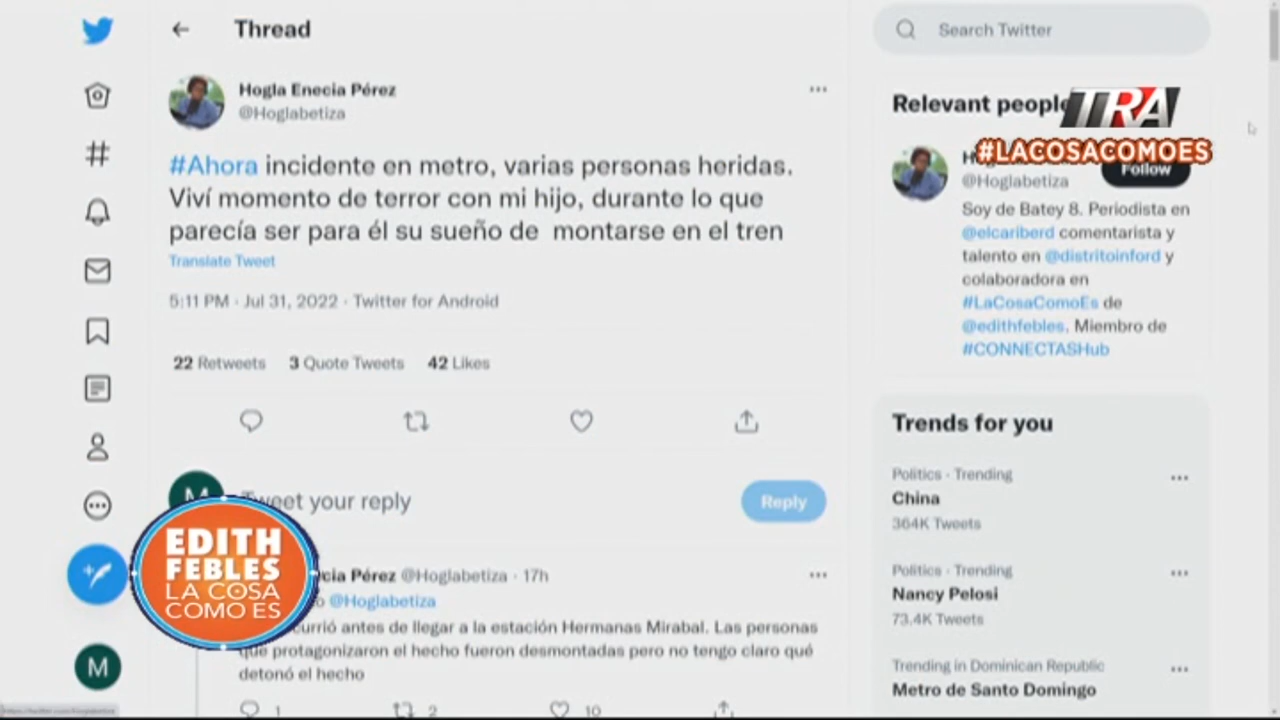 Thread
Search Twitter
Hogla Enecia Pérez
@Hoglabetiza
#Ahora incidente en metro, varias personas heridas.
Viví momento de terror con mi hijo, durante lo que
parecía ser para él su sueño de montarse en el tren
Translate Tweet
5:11 PM · Jul 31, 2022 · Twitter for Android
22 Retweets 3 Quote Tweets 42 Likes
Tweet your reply
Reply
M
EDITH
FEBLES
LA COSA
COMO ES
cia Pérez @Hoglabetiza · 17h
@Hoglabetiza
currió antes de llegar a la estación Hermanas Mirabal. Las personas
que protagonizaron el hecho fueron desmontadas pero no tengo claro qué
detonó el hecho
1 2 10
M
Relevant people
TRA
#LACOSACOMOES
@Hoglabetiza
Follow
Soy de Batey 8. Periodista en
@elcariberd comentarista y
talento en @distritoinford y
colaboradora en
#LaCosaComoEs de
@edithfebles. Miembro de
#CONNECTASHub
Trends for you
Politics · Trending
China
364K Tweets
Politics · Trending
Nancy Pelosi
73.4K Tweets
Trending in Dominican Republic
Metro de Santo Domingo